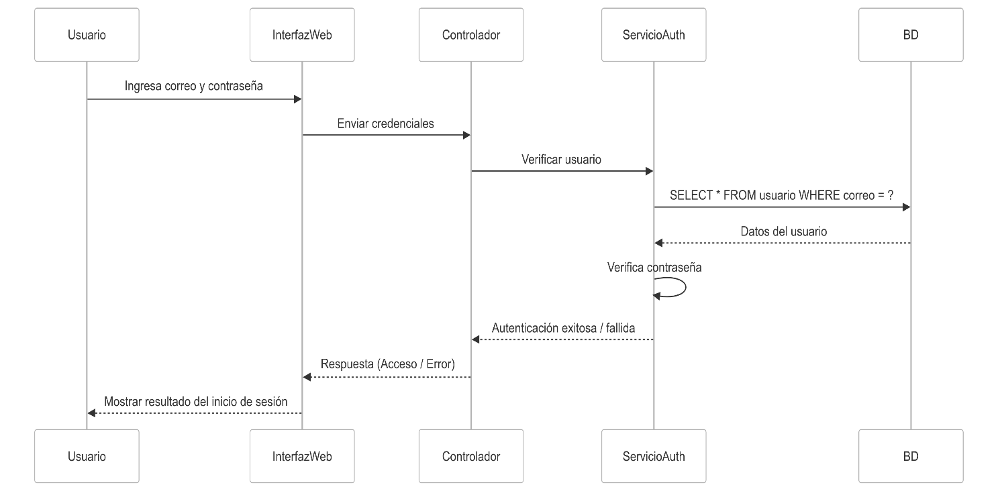 Usuario
InterfazWeb
Controlador
ServicioAuth
BD
Ingresa correo y contraseña
Enviar credenciales
Verificar usuario
SELECT * FROM usuario WHERE correo = ?
Datos del usuario
Verifica contraseña
Autenticación exitosa / fallida
Respuesta (Acceso / Error)
Mostrar resultado del inicio de sesión
Usuario
InterfazWeb
Controlador
ServicioAuth
BD